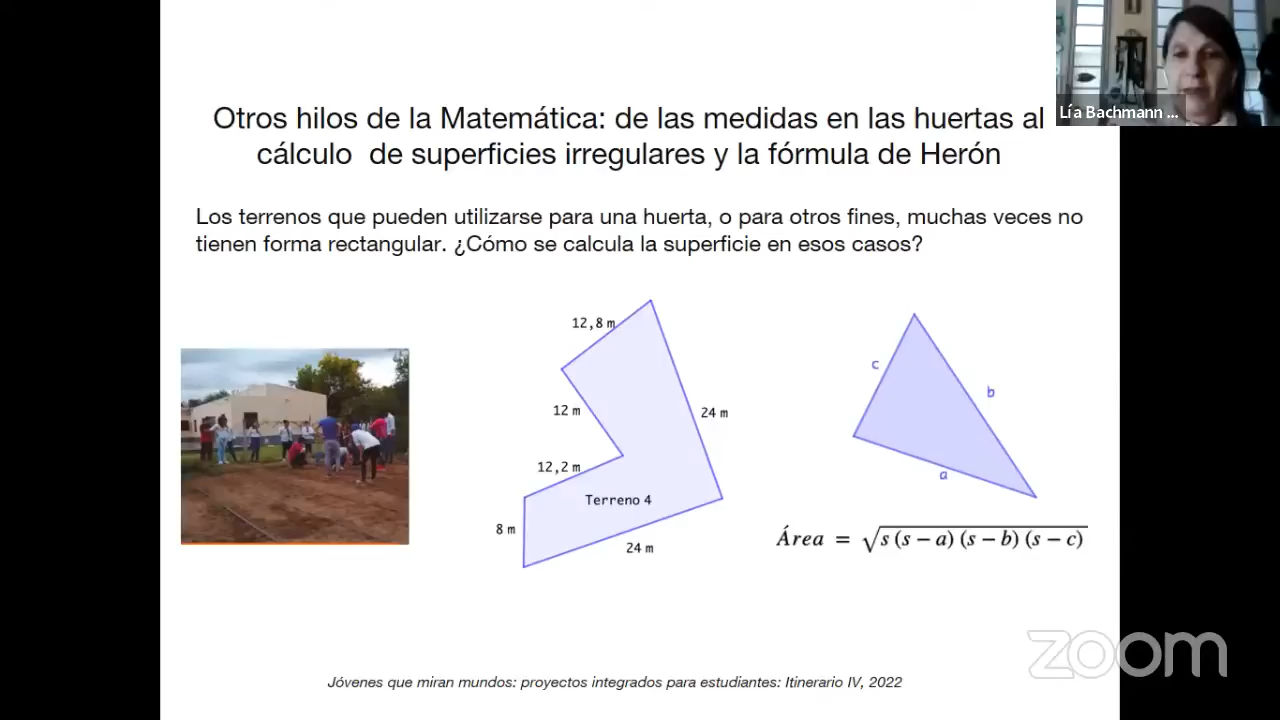 Lía Bachmann ...
Otros hilos de la Matemática: de las medidas en las huertas al
cálculo de superficies irregulares y la fórmula de Herón
Los terrenos que pueden utilizarse para una huerta, o para otros fines, muchas veces no
tienen forma rectangular. ¿Cómo se calcula la superficie en esos casos?
12,8 m
12 m
24 m
12,2 m
Terreno 4
8 m
24 m
c
b
a
Área = √s (s − a) (s − b) (s − c)
zoom
Jóvenes que miran mundos: proyectos integrados para estudiantes: Itinerario IV, 2022